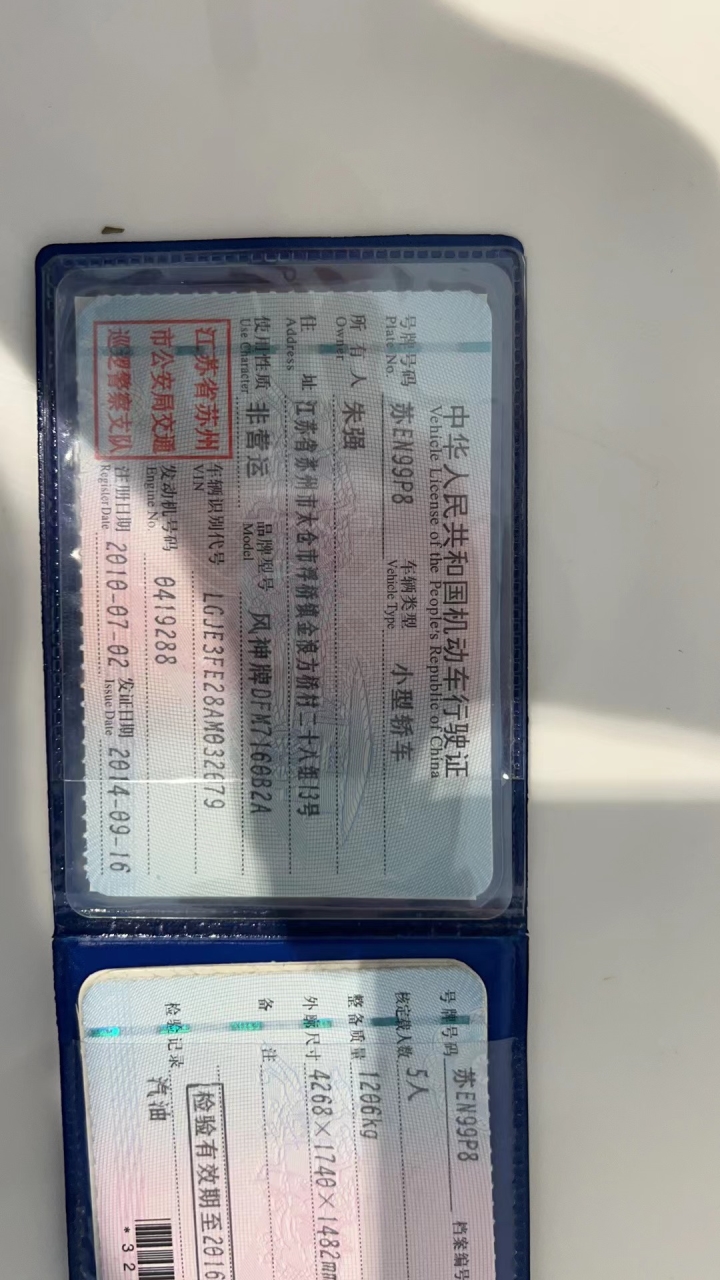 中华人民共和国机动车行驶证
Vehicle License of the People's Republic of China
号牌号码 苏EN99P8 车辆类型 小型轿车
Plate No. Vehicle Type
所有人 朱强
Owner
住址 江苏省苏州市太仓市浮桥镇金浪方桥村二十八组13号
Address
使用性质 非营运 品牌型号 风神牌DFM7160B2A
Use Character Model
江苏省苏州
市公安局交通
巡逻警察支队
车辆识别代号 LGJE3FE28AM032679
VIN
发动机号码 0419288
Engine No.
注册日期 2010-07-02 发证日期 2014-09-16
Register Date Issue Date
号牌号码 苏EN99P8 档案编号
核定载人数 5人
整备质量 1206kg
外廓尺寸 4268×1740×1482mm
备注
检验有效期至2016
检验记录 汽油
*32